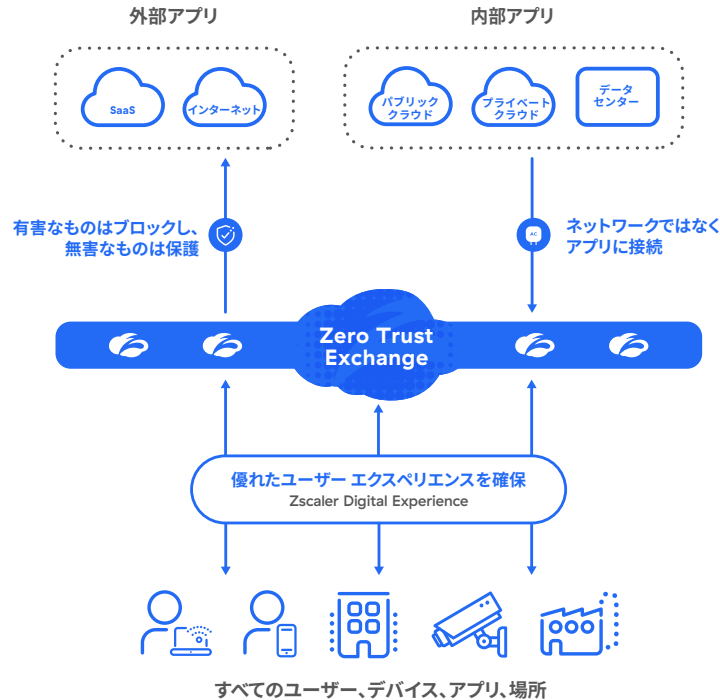 外部アプリ
内部アプリ
SaaS
インターネット
パブリック
クラウド
プライベート
クラウド
データ
センター
有害なものはブロックし、
無害なものは保護
AC
ネットワークではなく
アプリに接続
Zero Trust
Exchange
優れたユーザー エクスペリエンスを確保
Zscaler Digital Experience
すべてのユーザー、デバイス、アプリ、場所